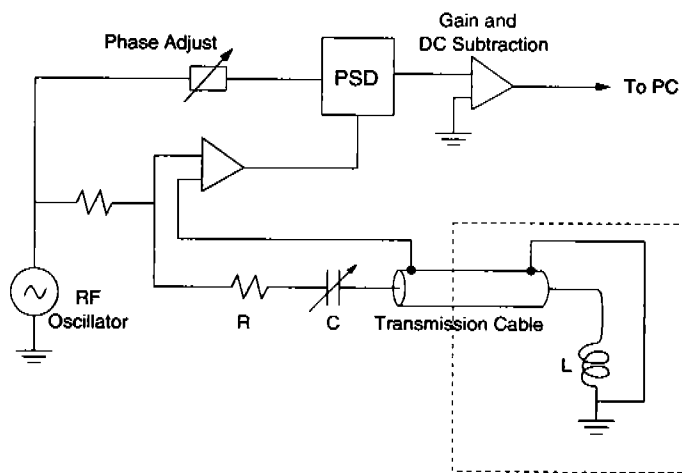 Gain and
DC Subtraction
Phase Adjust
PSD
To PC
RF
Oscillator
R
C
Transmission Cable
L